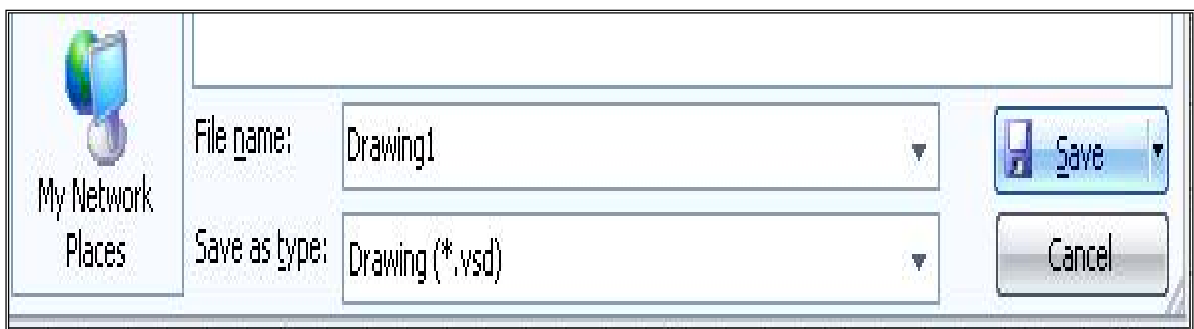 My Network
Places
File name:
Drawing1
Save
Save as type:
Drawing (*.vsd)
Cancel